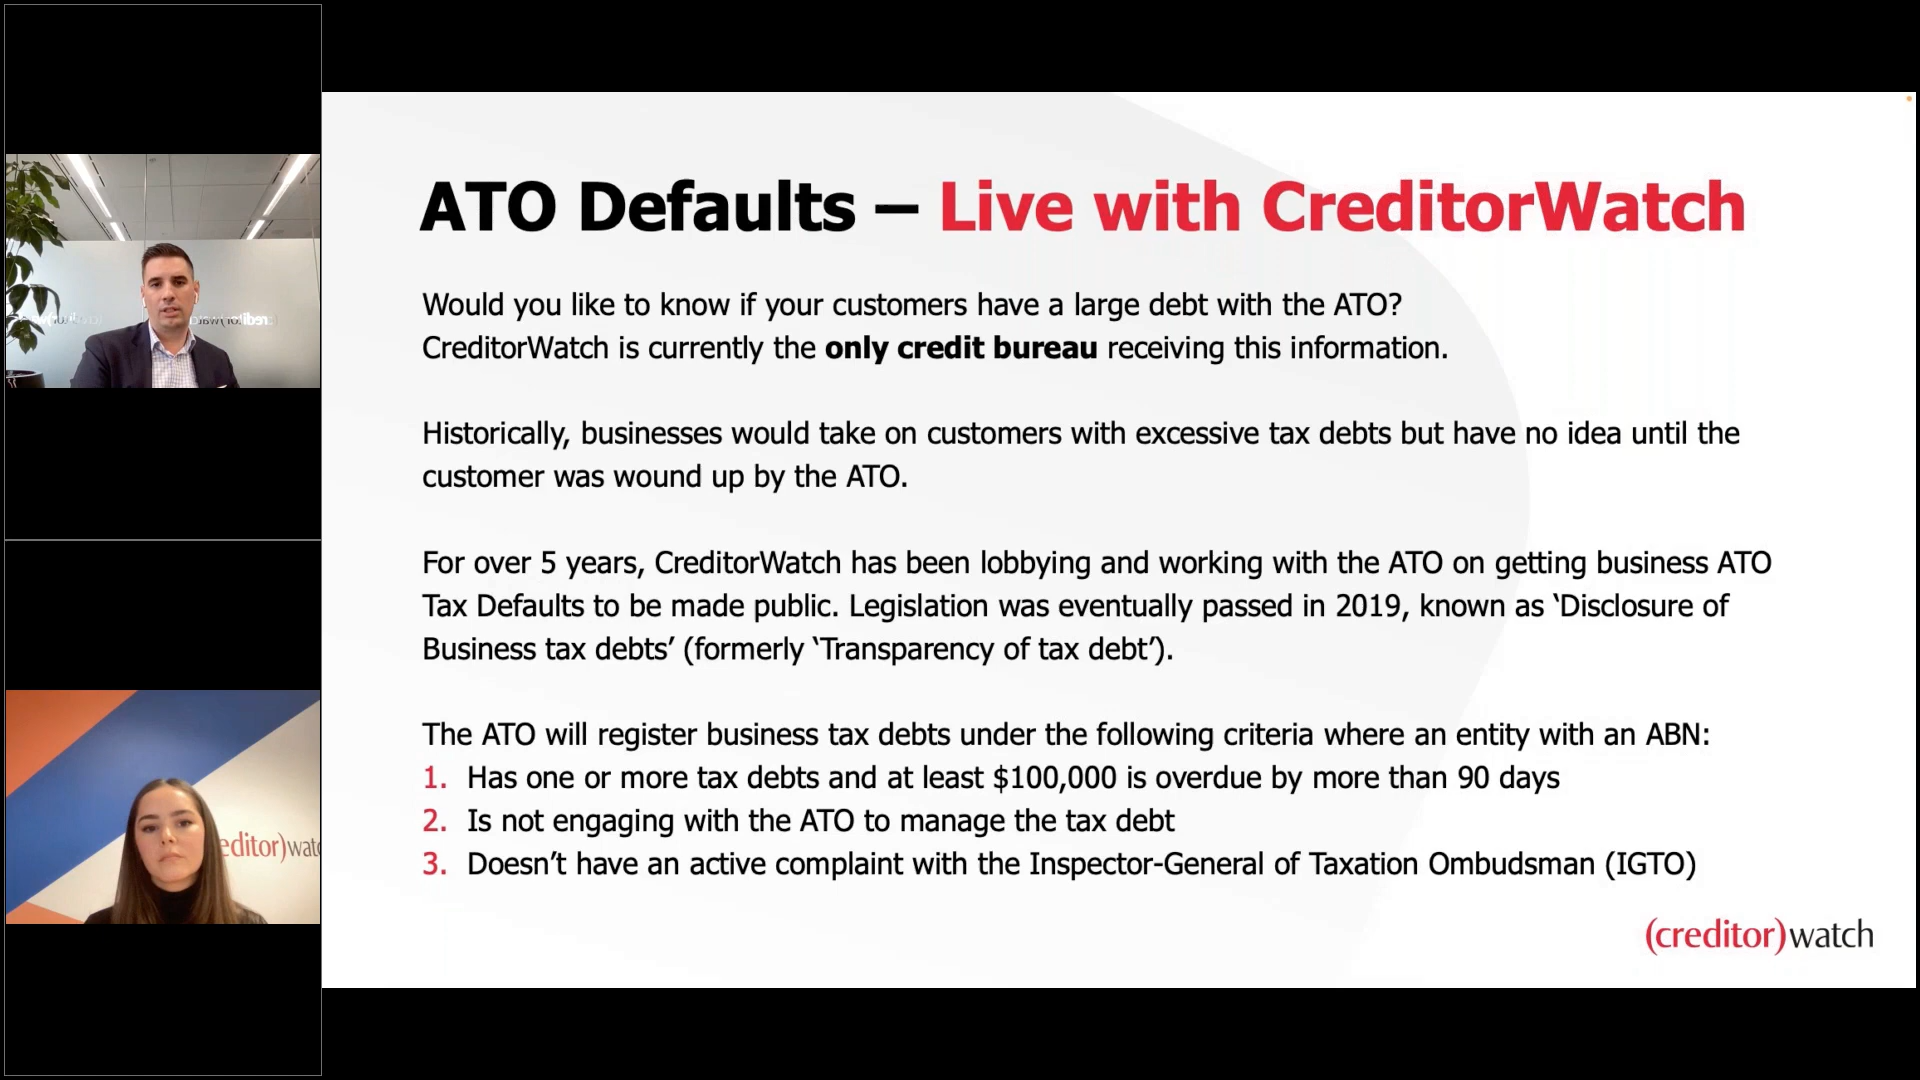 ATO Defaults – Live with CreditorWatch
Would you like to know if your customers have a large debt with the ATO?
CreditorWatch is currently the only credit bureau receiving this information.
Historically, businesses would take on customers with excessive tax debts but have no idea until the
customer was wound up by the ATO.
For over 5 years, CreditorWatch has been lobbying and working with the ATO on getting business ATO
Tax Defaults to be made public. Legislation was eventually passed in 2019, known as ‘Disclosure of
Business tax debts’ (formerly ‘Transparency of tax debt’).
The ATO will register business tax debts under the following criteria where an entity with an ABN:
1. Has one or more tax debts and at least $100,000 is overdue by more than 90 days
2. Is not engaging with the ATO to manage the tax debt
3. Doesn’t have an active complaint with the Inspector-General of Taxation Ombudsman (IGTO)
(creditor)watch
editor)watc